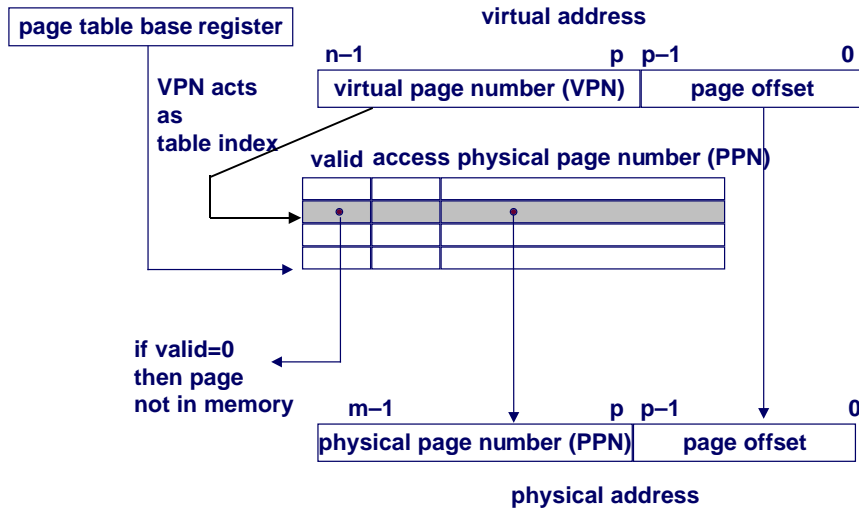 page table base register
virtual address
n–1 p p–1 0
virtual page number (VPN) page offset
VPN acts
as
table index
valid access physical page number (PPN)
if valid=0
then page
not in memory
m–1 p p–1 0
physical page number (PPN) page offset
physical address